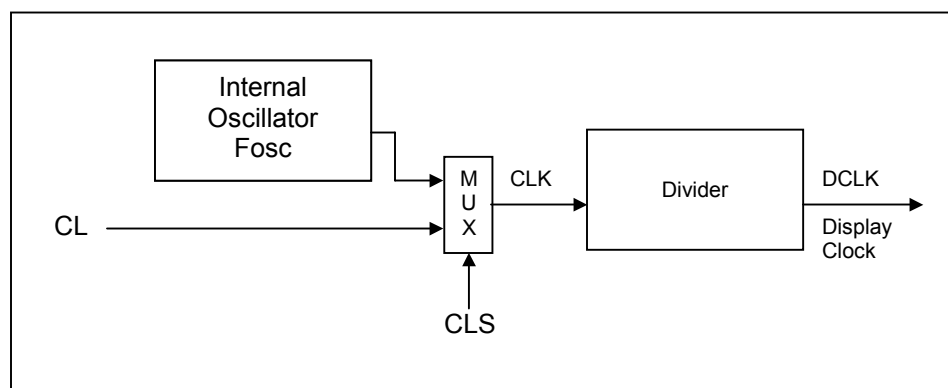 Internal
Oscillator
Fosc
M
U
X
CL
CLK
Divider
DCLK
Display
Clock
CLS